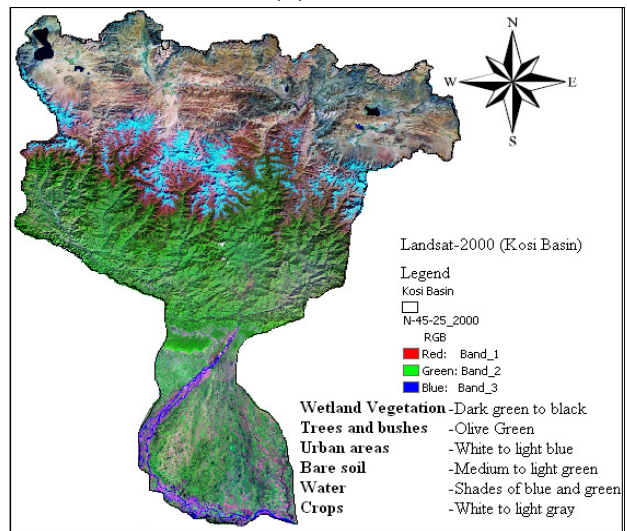 N
W E
S
Landsat-2000 (Kosi Basin)
Legend
Kosi Basin
N-45-25_2000
RGB
Red: Band_1
Green: Band_2
Blue: Band_3
Wetland Vegetation -Dark green to black
Trees and bushes -Olive Green
Urban areas -White to light blue
Bare soil -Medium to light green
Water -Shades of blue and green
Crops -White to light gray